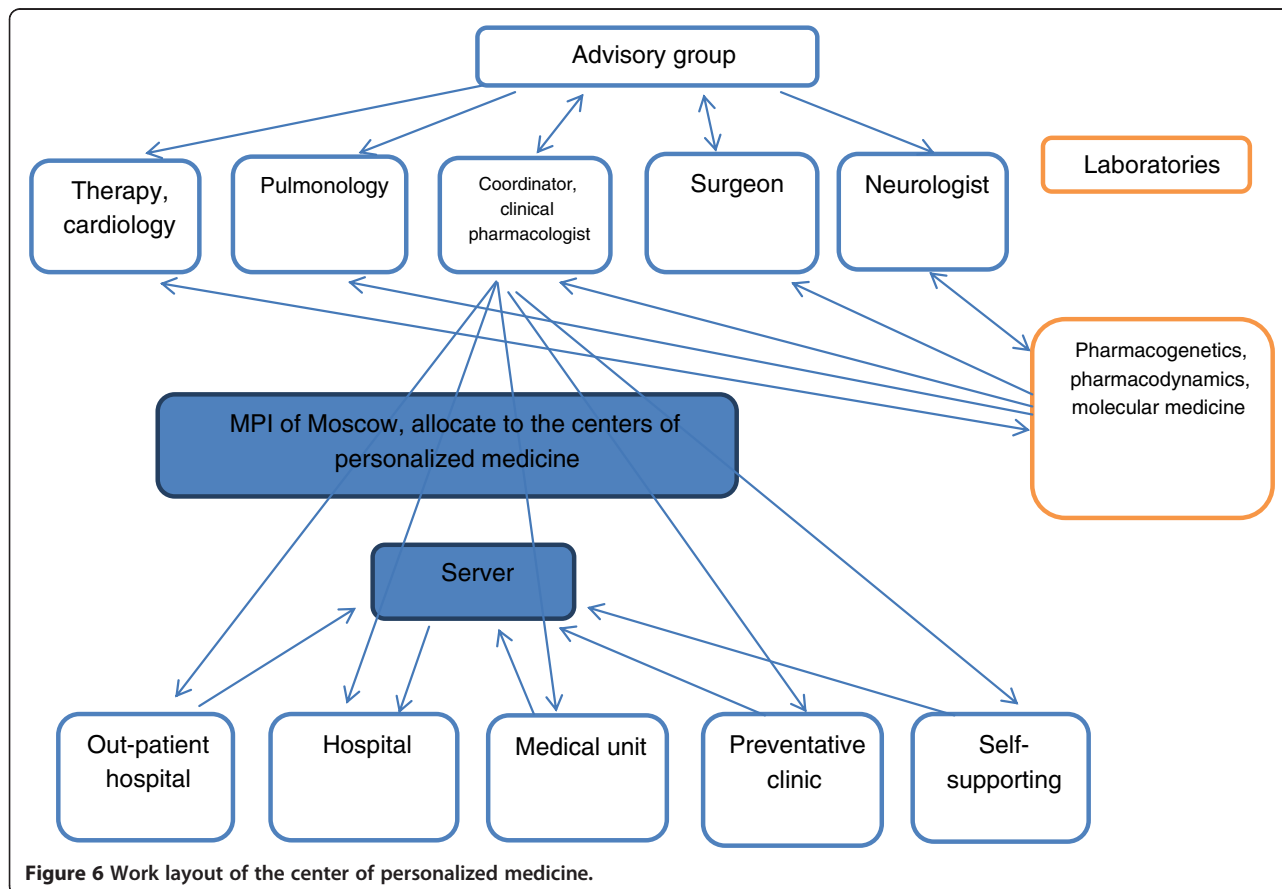 Advisory group
Therapy,
cardiology
Pulmonology
Coordinator,
clinical
pharmacologist
Surgeon
Neurologist
Laboratories
Pharmacogenetics,
pharmacodynamics,
molecular medicine
MPI of Moscow, allocate to the centers of
personalized medicine
Server
Out-patient
hospital
Hospital
Medical unit
Preventative
clinic
Self-
supporting
Figure 6 Work layout of the center of personalized medicine.